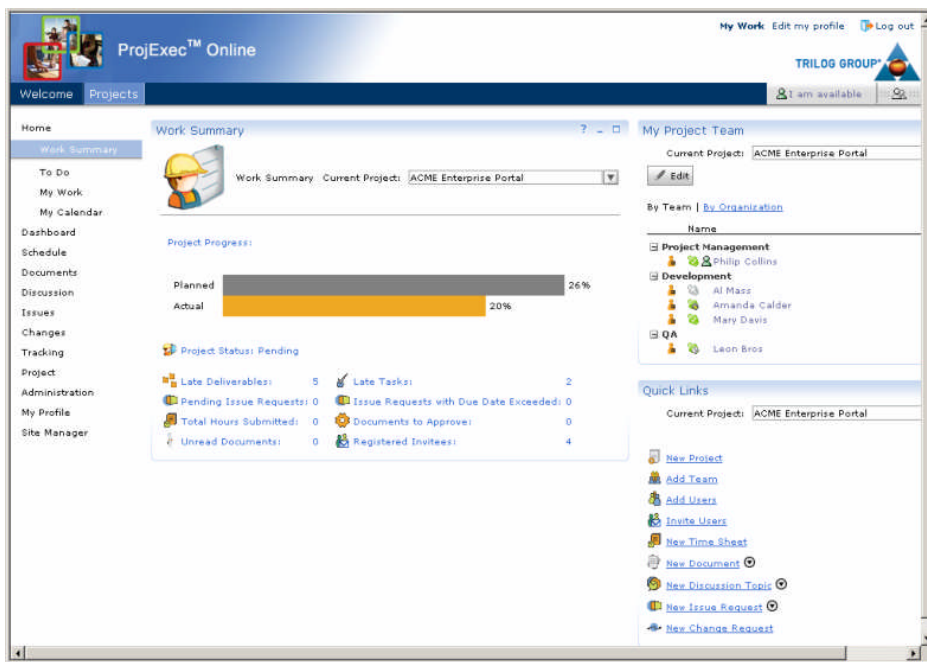 My Work Edit my profile Log out
ProjExec™ Online
TRILOG GROUP
Welcome Projects
I am available
Home
Work Summary
To Do
My Work
My Calendar
Dashboard
Schedule
Documents
Discussion
Issues
Changes
Tracking
Project
Administration
My Profile
Site Manager
Work Summary ?
Work Summary Current Project: ACME Enterprise Portal
Project Progress:
Planned 26%
Actual 20%
Project Status: Pending
Late Deliverables: 5 Late Tasks: 2
Pending Issue Requests: 0 Issue Requests with Due Date Exceeded: 0
Total Hours Submitted: 0 Documents to Approve: 0
Unread Documents: 0 Registered Invitees: 4
My Project Team
Current Project: ACME Enterprise Portal
Edit
By Team | By Organization
Name
Project Management
Philip Collins
Development
Al Mass
Amanda Calder
Mary Davis
QA
Leon Bros
Quick Links
Current Project: ACME Enterprise Portal
New Project
Add Team
Add Users
Invite Users
New Time Sheet
New Document
New Discussion Topic
New Issue Request
New Change Request